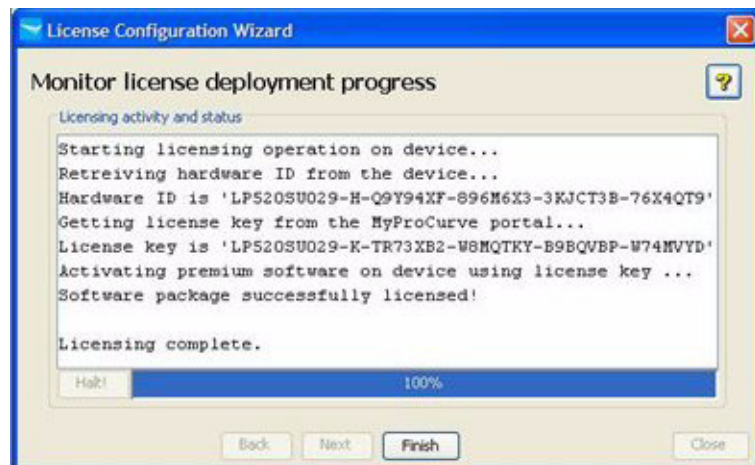 License Configuration Wizard
Monitor license deployment progress
Licensing activity and status
Starting licensing operation on device...
Retreiving hardware ID from the device...
Hardware ID is 'LP520SU029-H-Q9Y94XF-896M6X3-3KJCT3B-76X4QT9'
Getting license key from the MyProCurve portal...
License key is 'LP520SU029-K-TR73XB2-W8MQTKY-B9BQVBP-W74MVYD'
Activating premium software on device using license key ...
Software package successfully licensed!
Licensing complete.
Halt! 100%
Back Next Finish Close